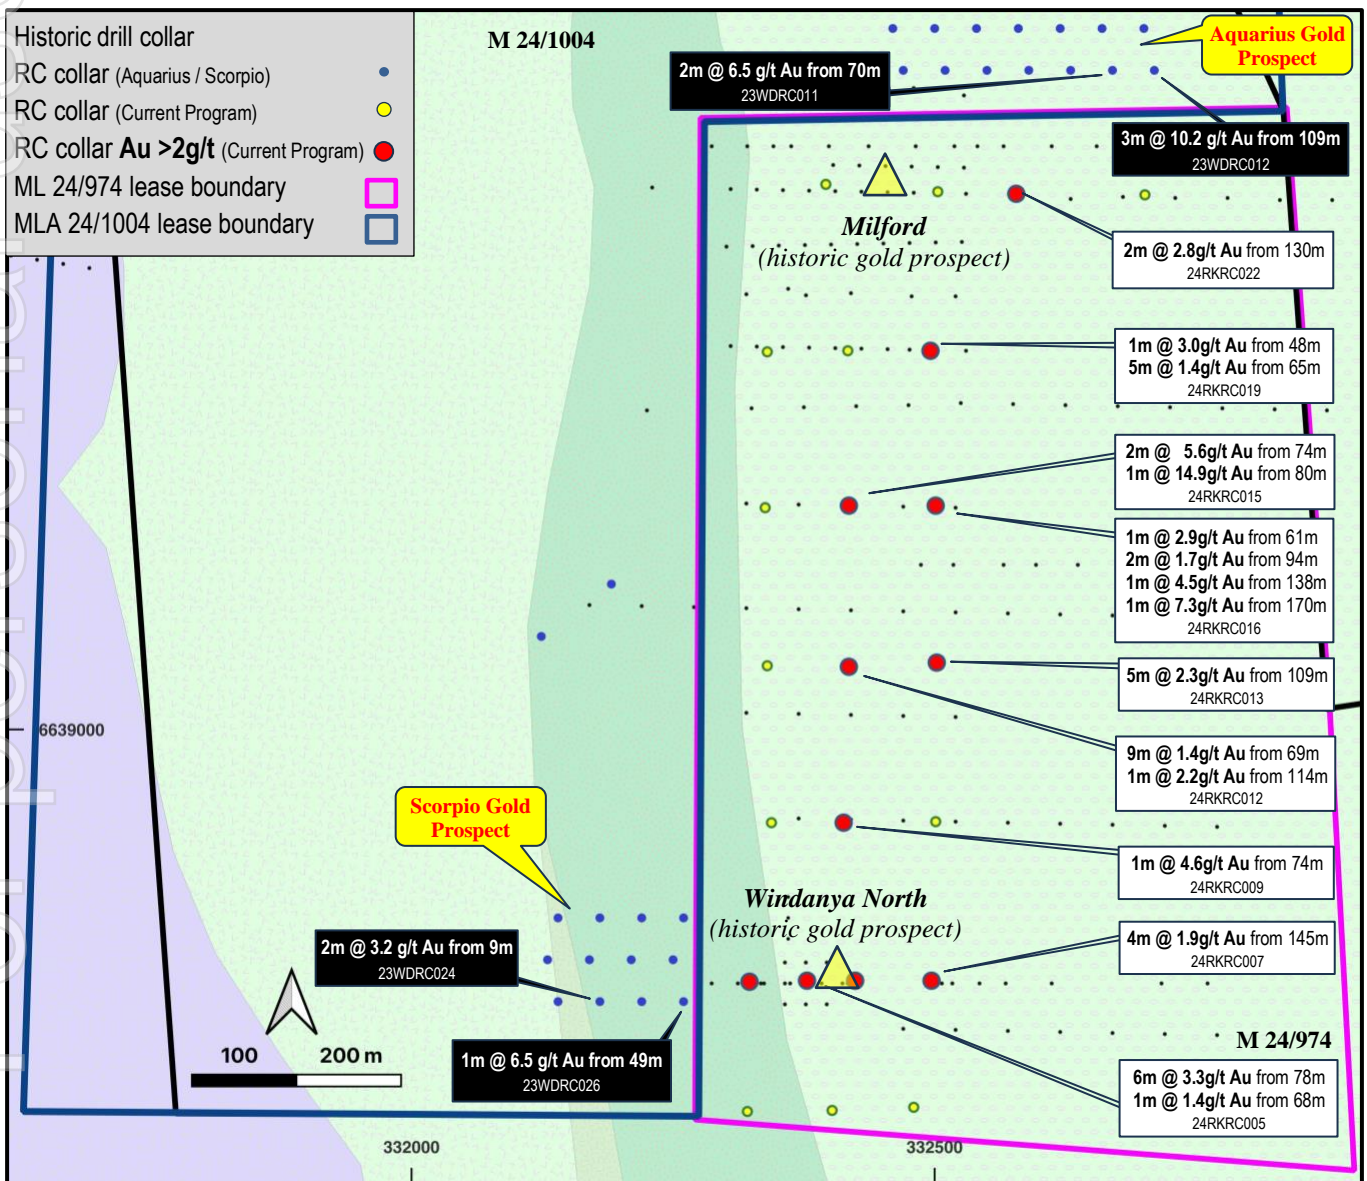 Historic drill collar
RC collar (Aquarius / Scorpio)
RC collar (Current Program)
RC collar Au >2g/t (Current Program)
ML 24/974 lease boundary
MLA 24/1004 lease boundary
M 24/1004
2m @ 6.5 g/t Au from 70m
23WDRC011
Aquarius Gold
Prospect
3m @ 10.2 g/t Au from 109m
23WDRC012
Milford
(historic gold prospect)
2m @ 2.8g/t Au from 130m
24RKRC022
1m @ 3.0g/t Au from 48m
5m @ 1.4g/t Au from 65m
24RKRC019
2m @ 5.6g/t Au from 74m
1m @ 14.9g/t Au from 80m
24RKRC015
1m @ 2.9g/t Au from 61m
2m @ 1.7g/t Au from 94m
1m @ 4.5g/t Au from 138m
1m @ 7.3g/t Au from 170m
24RKRC016
5m @ 2.3g/t Au from 109m
24RKRC013
6639000
9m @ 1.4g/t Au from 69m
1m @ 2.2g/t Au from 114m
24RKRC012
Scorpio Gold
Prospect
1m @ 4.6g/t Au from 74m
24RKRC009
Windanya North
(historic gold prospect)
2m @ 3.2 g/t Au from 9m
23WDRC024
4m @ 1.9g/t Au from 145m
24RKRC007
100 200 m
1m @ 6.5 g/t Au from 49m
23WDRC026
M 24/974
6m @ 3.3g/t Au from 78m
1m @ 1.4g/t Au from 68m
24RKRC005
332000
332500